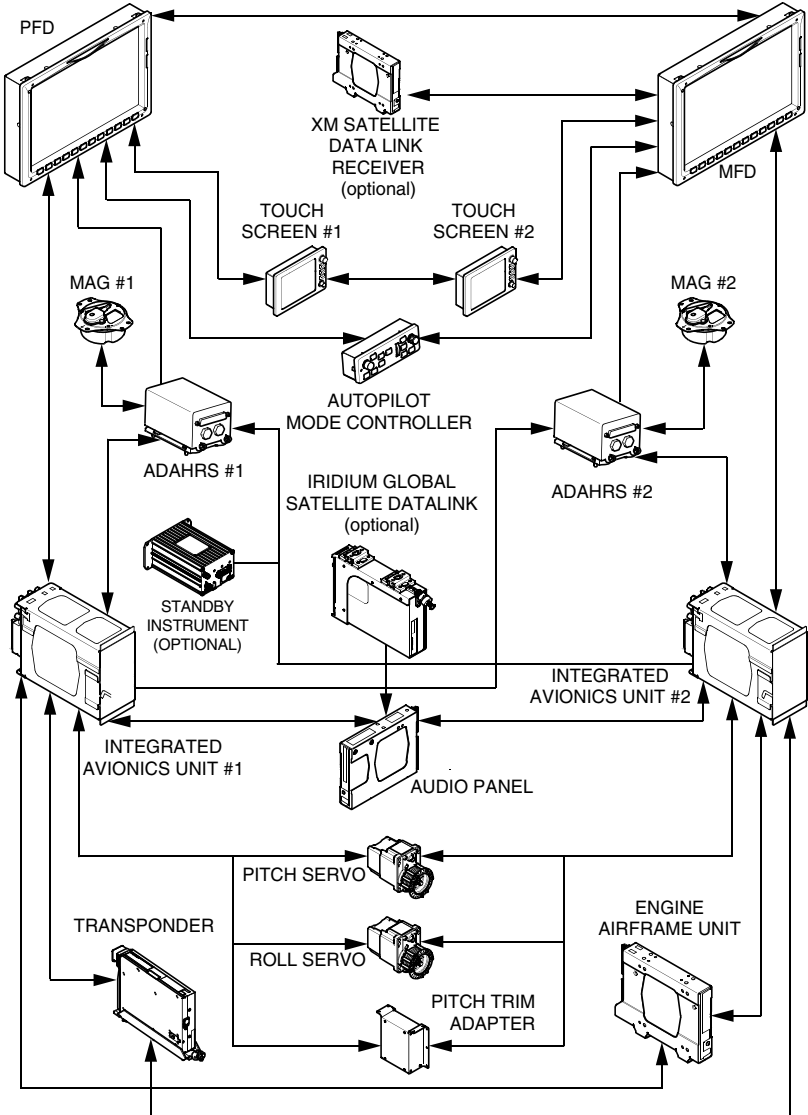 PFD
XM SATELLITE
DATA LINK
RECEIVER
(optional)
MFD
TOUCH
SCREEN #1
TOUCH
SCREEN #2
MAG #1
MAG #2
AUTOPILOT
MODE CONTROLLER
ADAHRS #1
IRIDIUM GLOBAL
SATELLITE DATALINK
(optional)
ADAHRS #2
STANDBY
INSTRUMENT
(OPTIONAL)
INTEGRATED
AVIONICS UNIT #2
INTEGRATED
AVIONICS UNIT #1
AUDIO PANEL
PITCH SERVO
TRANSPONDER
ROLL SERVO
ENGINE
AIRFRAME UNIT
PITCH TRIM
ADAPTER